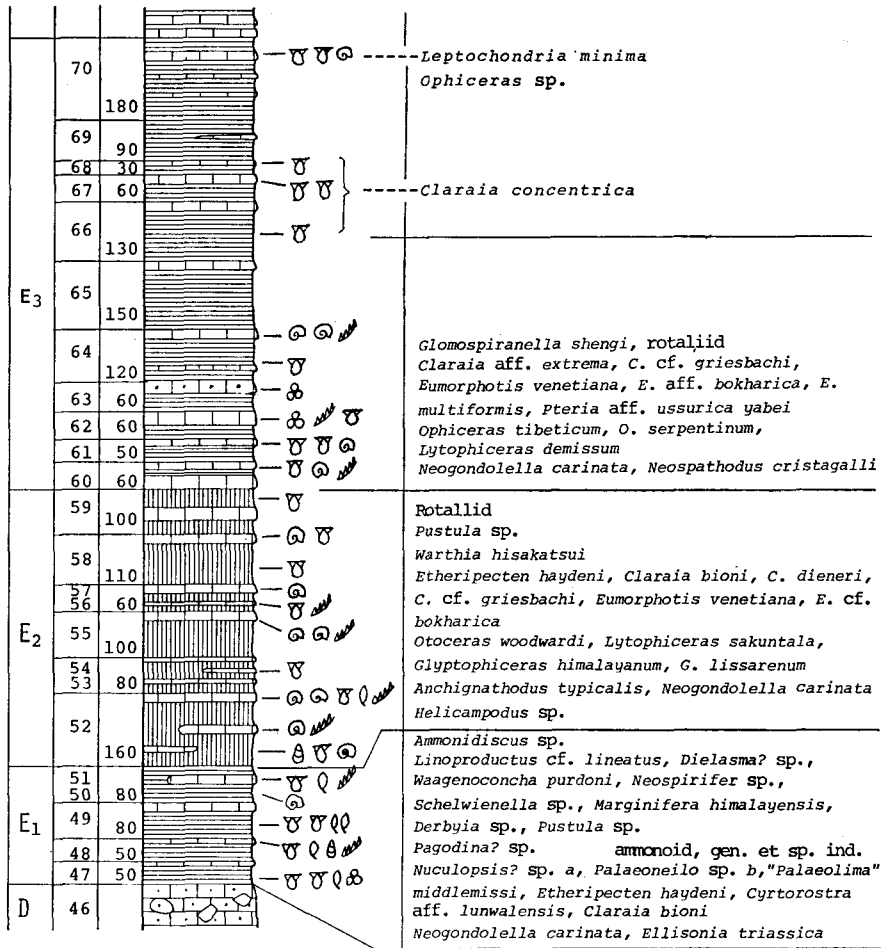 70 180
Leptochondria minima
Ophiceras sp.
69 90
68 30
67 60
Claraia concentrica
66 130
E3
65 150
64 120
Glomospiranella shengi, rotaliid
Claraia aff. extrema, C. cf. griesbachi,
63 60
Eumorphotis venetiana, E. aff. bokharica, E.
multiformis, Pteria aff. ussurica yabei
62 60
Ophiceras tibeticum, O. serpentinum,
61 50
Lytophiceras demissum
60 60
Neogondolella carinata, Neospathodus cristagalli
59 100
Rotallid
Pustula sp.
58 110
Warthia hisakatsui
Etheripecten haydeni, Claraia bioni, C. dieneri,
57
56 60
C. cf. griesbachi, Eumorphotis venetiana, E. cf.
bokharica
E2
55 100
Otoceras woodwardi, Lytophiceras sakuntala,
54
Glyptophiceras himalayanum, G. lissarenum
53 80
Anchignathodus typicalis, Neogondolella carinata
Helicampodus sp.
52 160
Ammonidiscus sp.
Linoproductus cf. lineatus, Dielasma? sp.,
51
Waagenoconcha purdoni, Neospirifer sp.,
50 80
Schelwienella sp., Marginifera himalayensis,
E1
49 80
Derbyia sp., Pustula sp.
48 50
Pagodina? sp. ammonoid, gen. et sp. ind.
47 50
Nuculopsis? sp. a, Palaeoneilo sp. b,"Palaeolima"
middlemissi, Etheripecten haydeni, Cyrtorostra
D 46
aff. lunwalensis, Claraia bioni
Neogondolella carinata, Ellisonia triassica